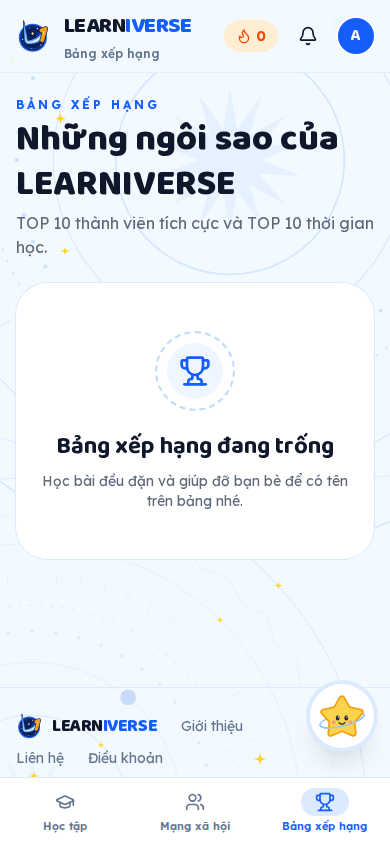 LEARNIVERSE
Bảng xếp hạng
0
A
BẢNG XẾP HẠNG
Những ngôi sao của
LEARNIVERSE
TOP 10 thành viên tích cực và TOP 10 thời gian
học.
Bảng xếp hạng đang trống
Học bài đều đặn và giúp đỡ bạn bè để có tên
trên bảng nhé.
LEARNIVERSE
Giới thiệu
Liên hệ
Điều khoản
Học tập
Mạng xã hội
Bảng xếp hạng